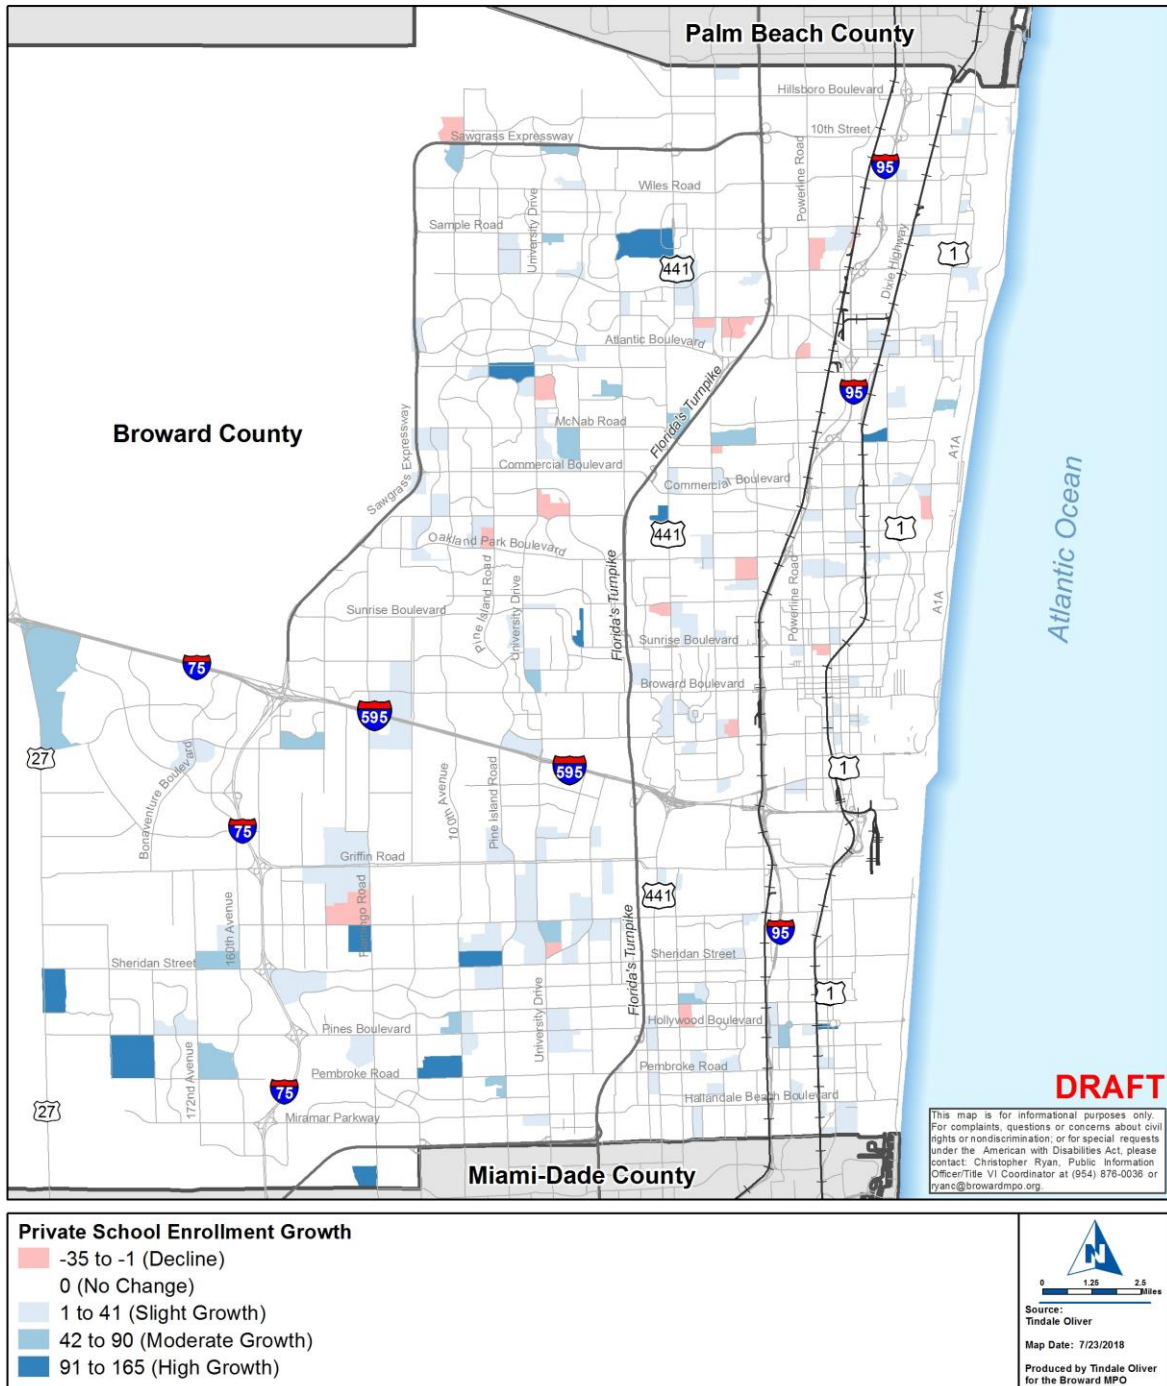 Palm Beach County
Hillsboro Boulevard
10th Street
Sawgrass Expressway
Powerline Road
95
Wiles Road
University Drive
Sample Road
441
Dixie Highway
1
Atlantic Boulevard
Florida's Turnpike
95
Broward County
McNab Road
A1A
Sawgrass Expressway
Commercial Boulevard
Commercial Boulevard
Atlantic Ocean
441
1
Oakland Park Boulevard
Florida's Turnpike
Pine Island Road
University Drive
Powerline Road
A1A
Sunrise Boulevard
Sunrise Boulevard
75
Broward Boulevard
595
27
Bonaventure Boulevard
595
1
100th Avenue
Pine Island Road
75
Griffin Road
441
160th Avenue
Florida's Turnpike
95
Sheridan Street
Sheridan Street
1
University Drive
Hollywood Boulevard
Pines Boulevard
172nd Avenue
Pembroke Road
Pembroke Road
75
Hallandale Beach Boulevard
27
Miramar Parkway
DRAFT
This map is for informational purposes only.
For complaints, questions or concerns about civil
rights or nondiscrimination; or for special requests
under the American with Disabilities Act, please
contact: Christopher Ryan, Public Information
Officer/Title VI Coordinator at (954) 876-0036 or
ryanc@browardmpo.org.
Miami-Dade County
Private School Enrollment Growth
-35 to -1 (Decline)
0 (No Change)
1 to 41 (Slight Growth)
42 to 90 (Moderate Growth)
91 to 165 (High Growth)
N
0 1.25 2.5
Miles
Source:
Tindale Oliver
Map Date: 7/23/2018
Produced by Tindale Oliver
for the Broward MPO